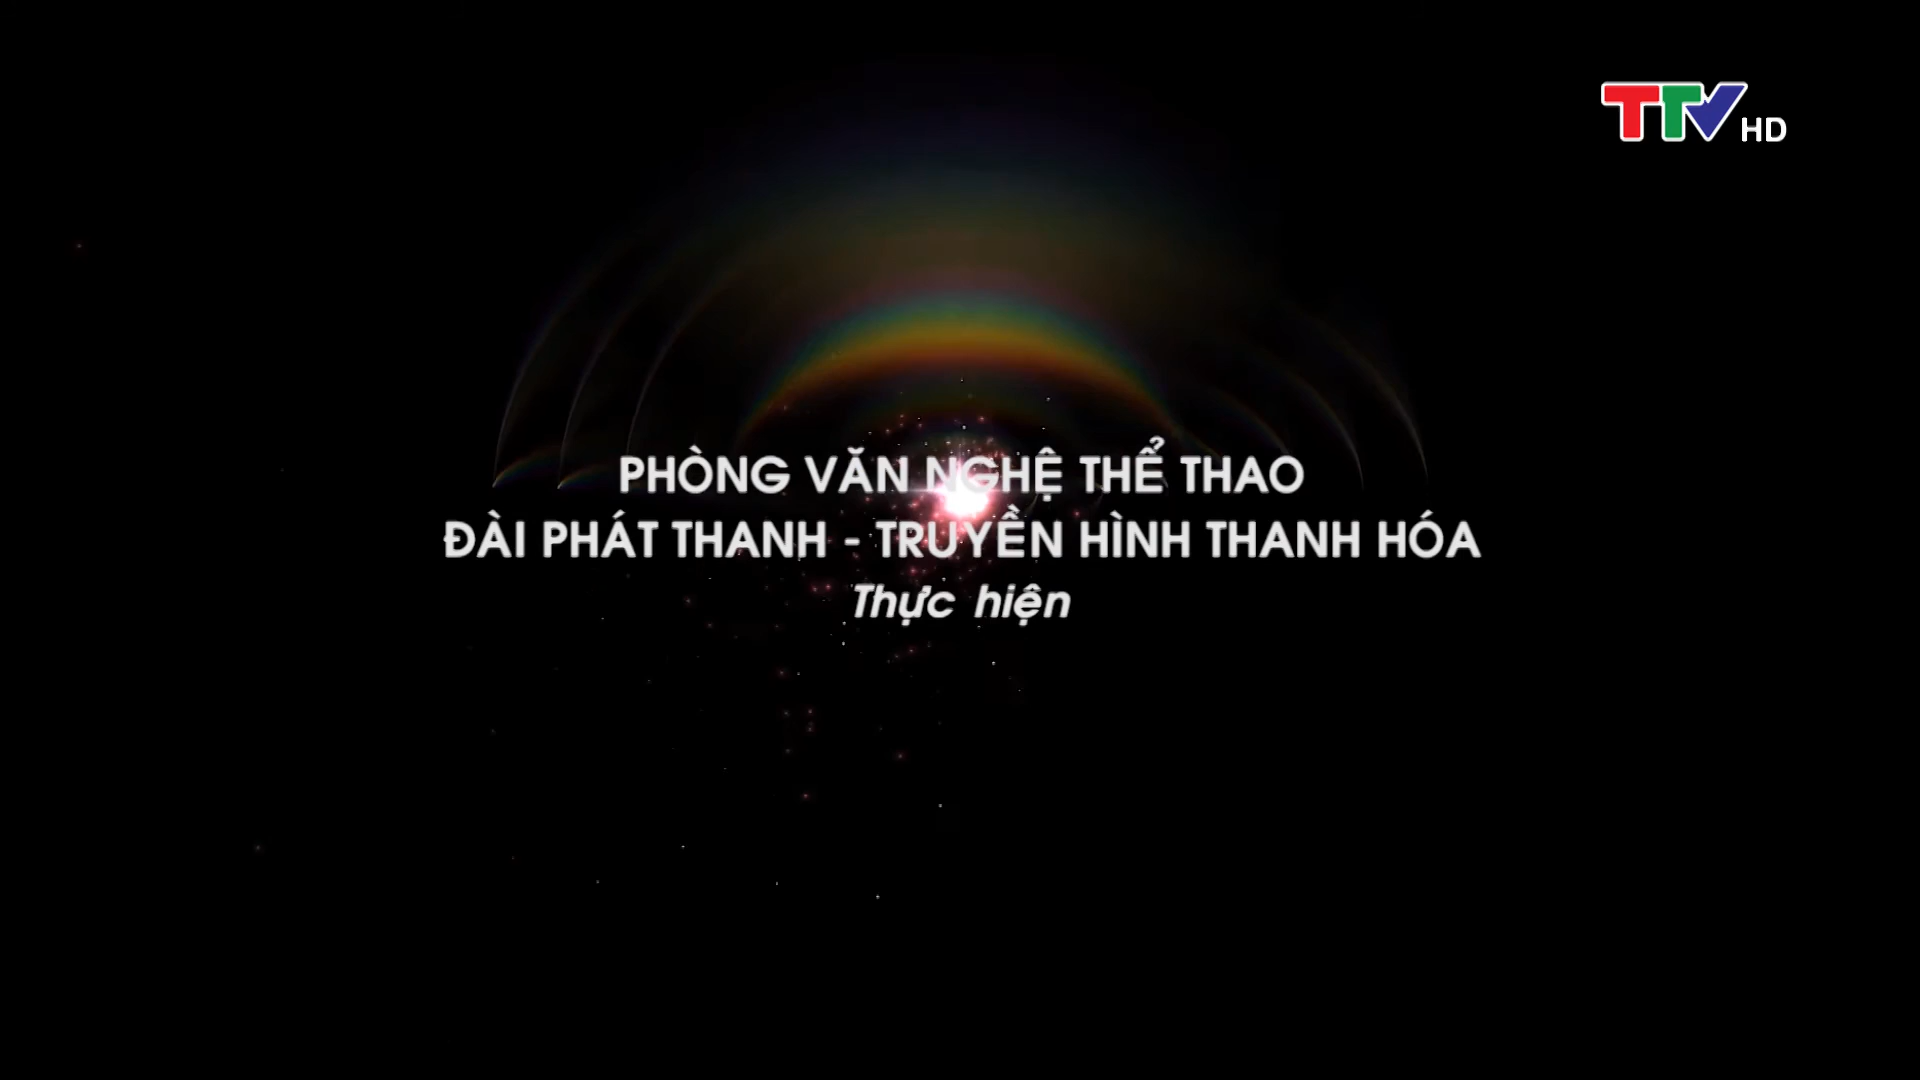 TTV HD
PHÒNG VĂN NGHỆ THỂ THAO
ĐÀI PHÁT THANH - TRUYỀN HÌNH THANH HÓA
Thực hiện